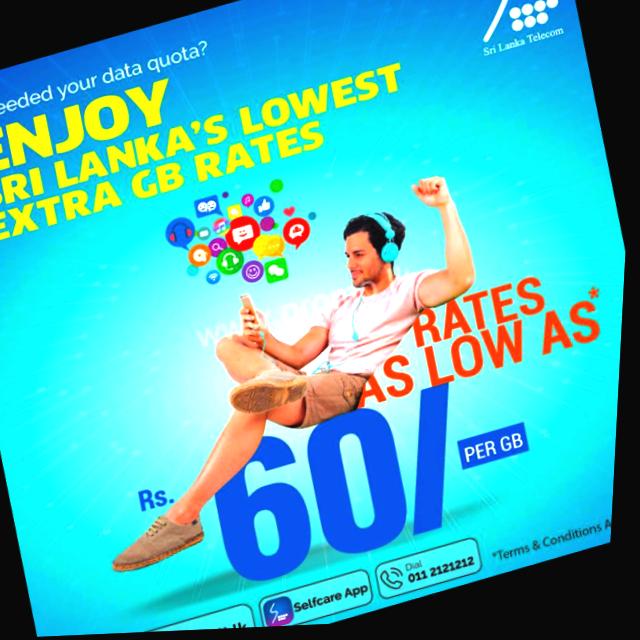 Sri Lanka Telecom
eeded your data quota?
ENJOY
SRI LANKA'S LOWEST
EXTRA GB RATES
RATES
AS LOW AS*
Rs. 60/ PER GB
*Terms & Conditions A
Selfcare App
Dial
011 2121212